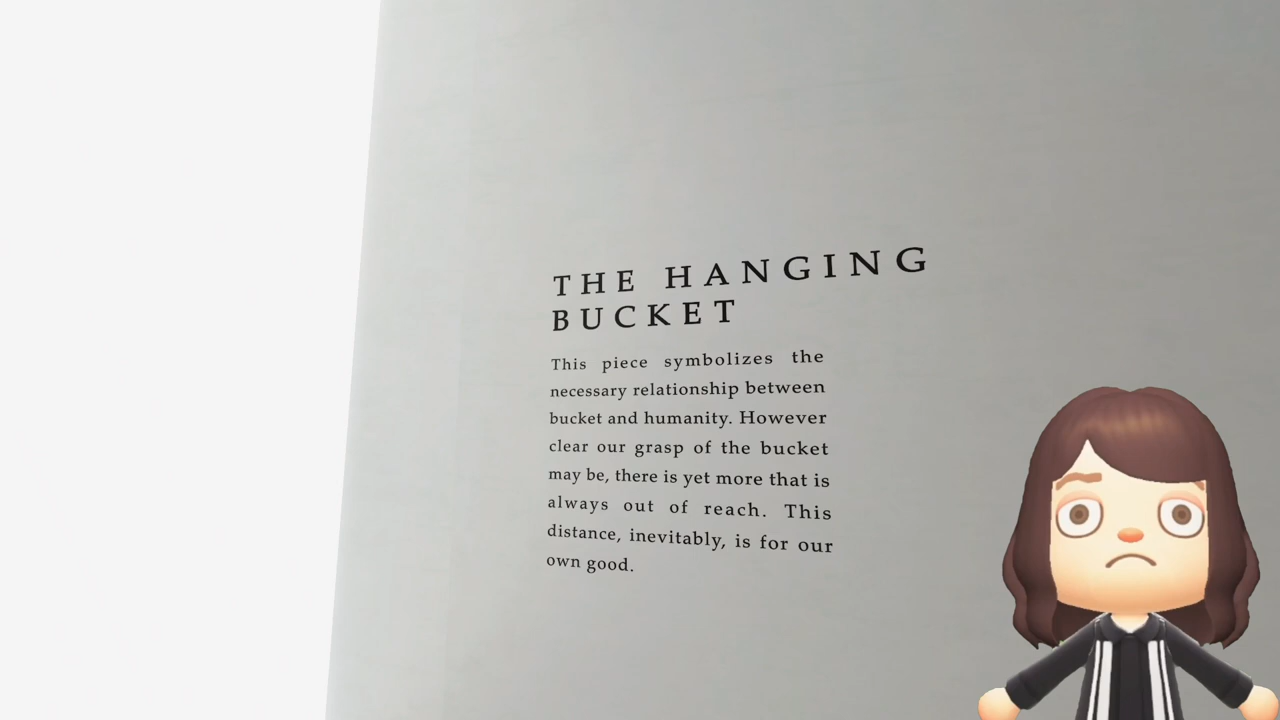 THE HANGING
BUCKET
This piece symbolizes the
necessary relationship between
bucket and humanity. However
clear our grasp of the bucket
may be, there is yet more that is
always out of reach. This
distance, inevitably, is for our
own good.